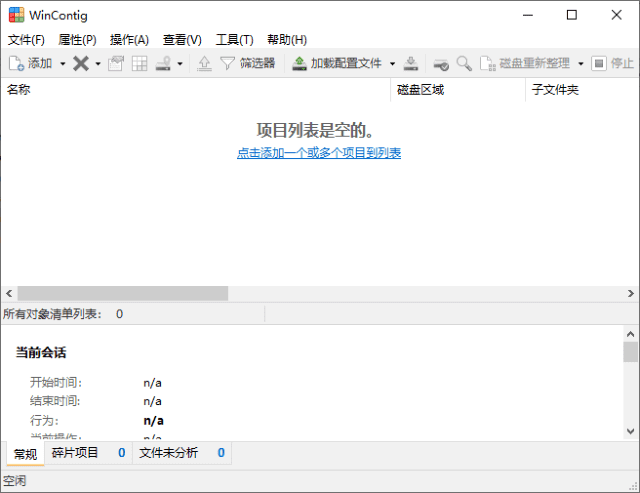 WinContig
文件(F) 属性(P) 操作(A) 查看(V) 工具(T) 帮助(H)
添加 筛选器 加载配置文件 磁盘重新整理 停止
名称 磁盘区域 子文件夹
项目列表是空的。
点击添加一个或多个项目到列表
所有对象清单列表： 0
当前会话
开始时间: n/a
结束时间: n/a
行为: n/a
当前操作: n/a
常规 碎片项目 0 文件未分析 0
空闲